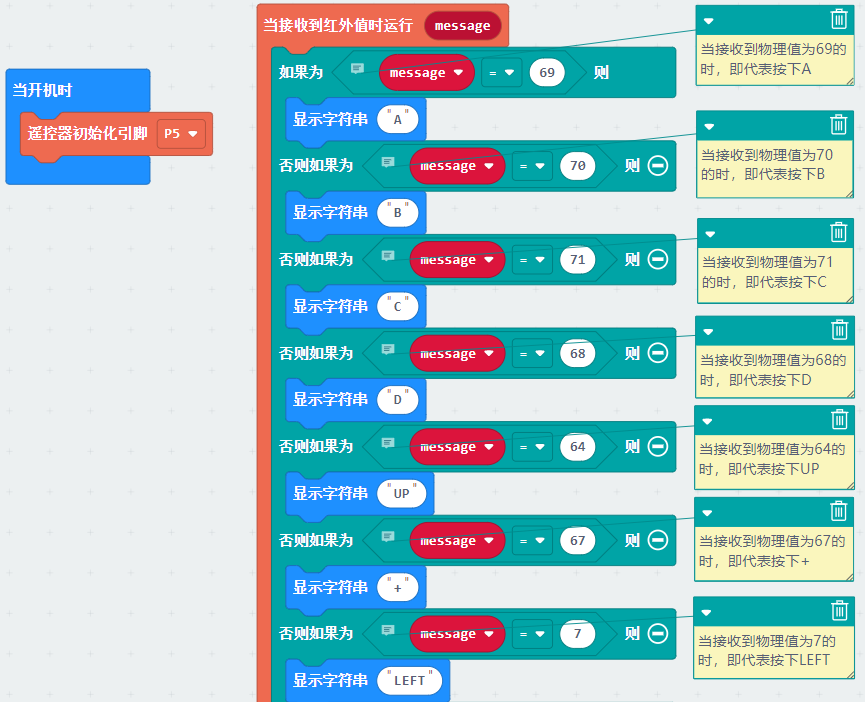 当开机时
遥控器初始化引脚 P5
当接收到红外值时运行 message
如果为 message = 69 则
显示字符串 "A"
否则如果为 message = 70 则
显示字符串 "B"
否则如果为 message = 71 则
显示字符串 "C"
否则如果为 message = 68 则
显示字符串 "D"
否则如果为 message = 64 则
显示字符串 "UP"
否则如果为 message = 67 则
显示字符串 "+"
否则如果为 message = 7 则
显示字符串 "LEFT"
当接收到物理值为69的
时，即代表按下A
当接收到物理值为70
的时，即代表按下B
当接收到物理值为71
的时，即代表按下C
当接收到物理值为68的
时，即代表按下D
当接收到物理值为64的
时，即代表按下UP
当接收到物理值为67的
时，即代表按下+
当接收到物理值为7的
时，即代表按下LEFT